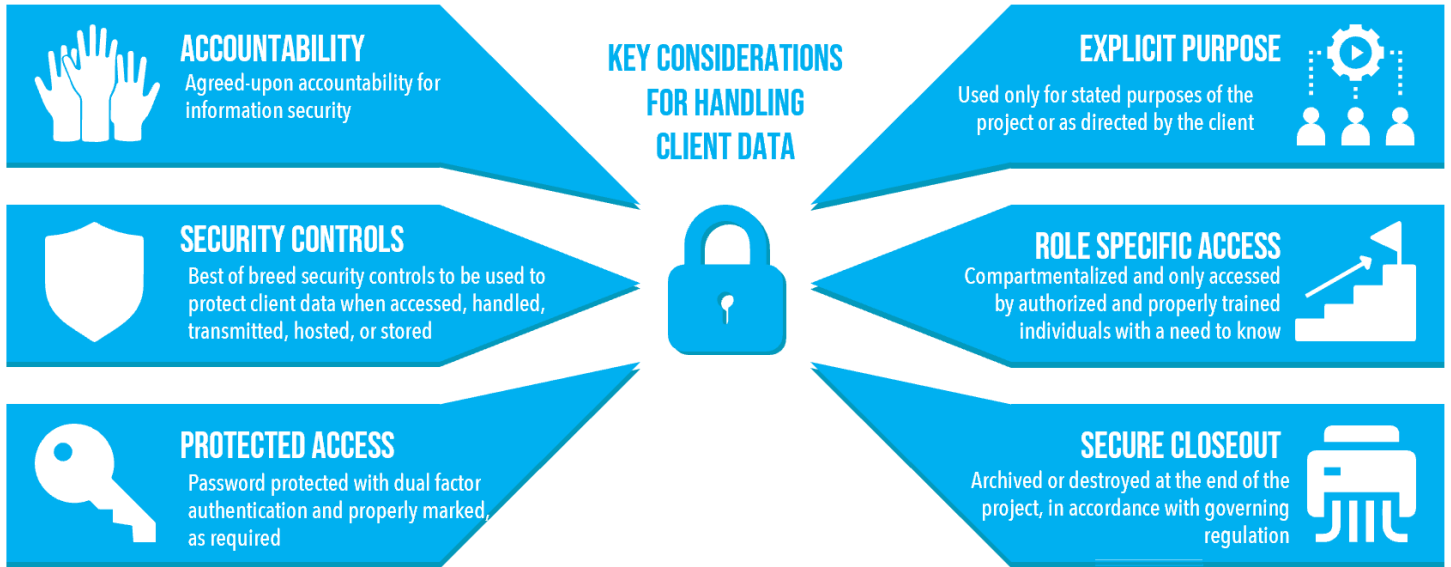 KEY CONSIDERATIONS
FOR HANDLING
CLIENT DATA
ACCOUNTABILITY
Agreed-upon accountability for
information security
SECURITY CONTROLS
Best of breed security controls to be used to
protect client data when accessed, handled,
transmitted, hosted, or stored
PROTECTED ACCESS
Password protected with dual factor
authentication and properly marked,
as required
EXPLICIT PURPOSE
Used only for stated purposes of the
project or as directed by the client
ROLE SPECIFIC ACCESS
Compartmentalized and only accessed
by authorized and properly trained
individuals with a need to know
SECURE CLOSEOUT
Archived or destroyed at the end of the
project, in accordance with governing
regulation